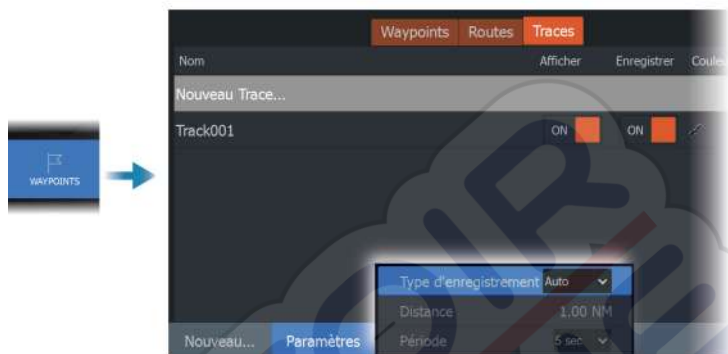 Waypoints Routes Traces
Nom Afficher Enregistrer
Nouveau Trace...
Track001 ON ON
WAYPOINTS
Type d'enregistrement Auto
Distance 1.00 NM
Nouveau... Paramètres Période 5 sec